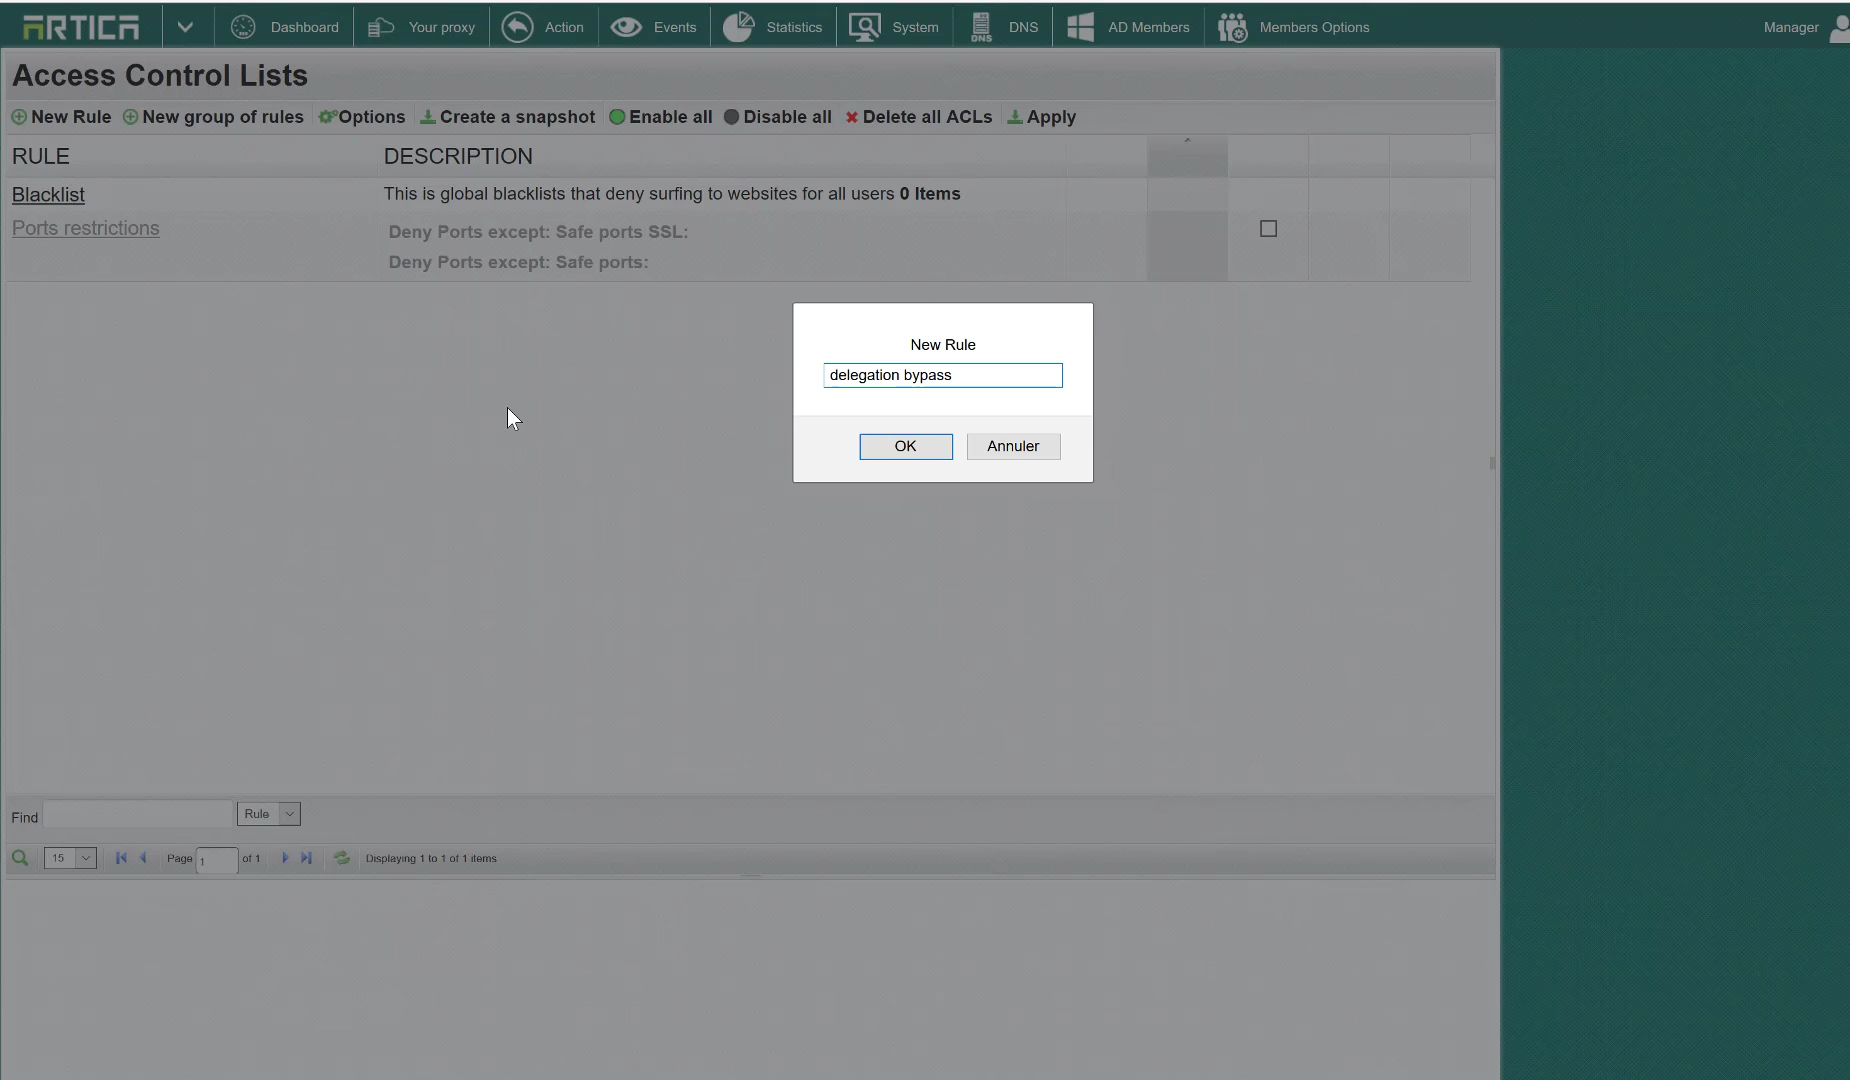 ARTICA Dashboard Your proxy Action Events Statistics System DNS DNS AD Members Members Options Manager
Access Control Lists
New Rule New group of rules Options Create a snapshot Enable all Disable all Delete all ACLs Apply
RULE DESCRIPTION
Blacklist This is global blacklists that deny surfing to websites for all users 0 Items
Ports restrictions Deny Ports except: Safe ports SSL:
Deny Ports except: Safe ports:
New Rule
delegation bypass
OK Annuler
Find Rule
15 Page 1 of 1 Displaying 1 to 1 of 1 items